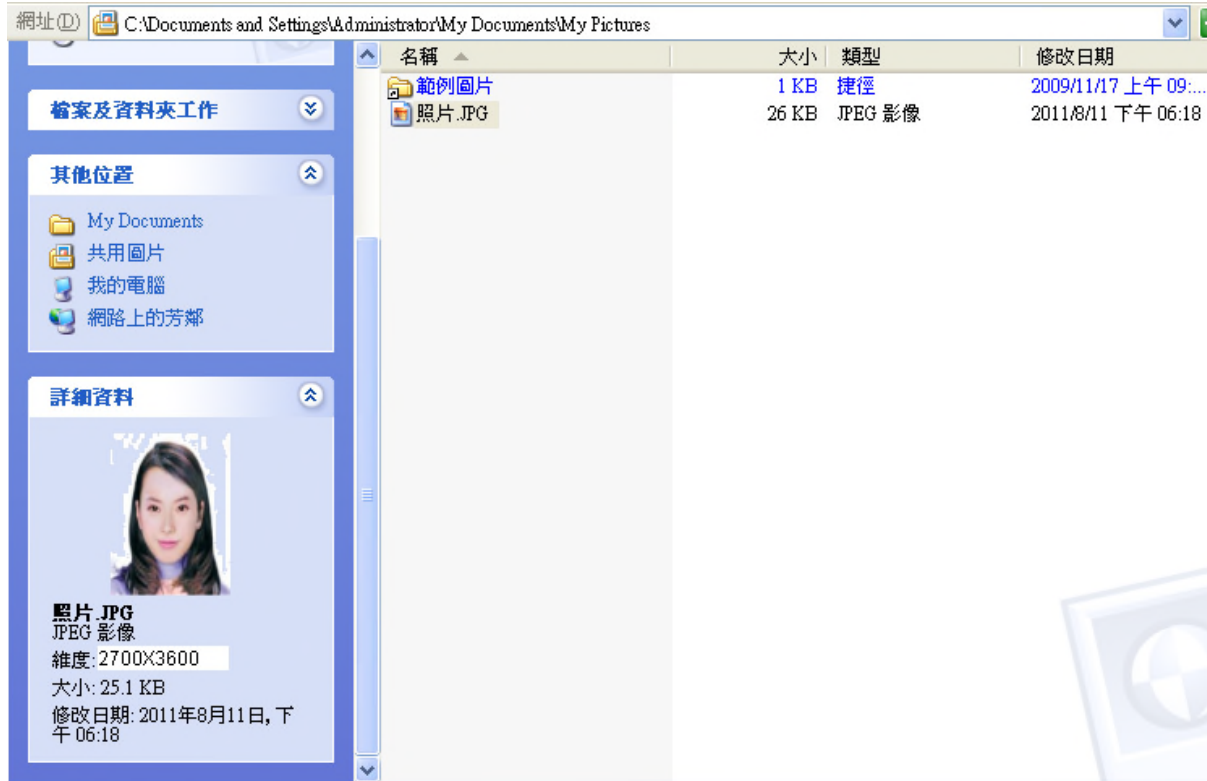 網址(D) C:\Documents and Settings\Administrator\My Documents\My Pictures
檔案及資料夾工作
其他位置
My Documents
共用圖片
我的電腦
網路上的芳鄰
詳細資料
照片.JPG
JPEG 影像
維度: 2700X3600
大小: 25.1 KB
修改日期: 2011年8月11日, 下
午 06:18
名稱 大小 類型 修改日期
範例圖片 1 KB 捷徑 2009/11/17 上午 09:...
照片.JPG 26 KB JPEG 影像 2011/8/11 下午 06:18